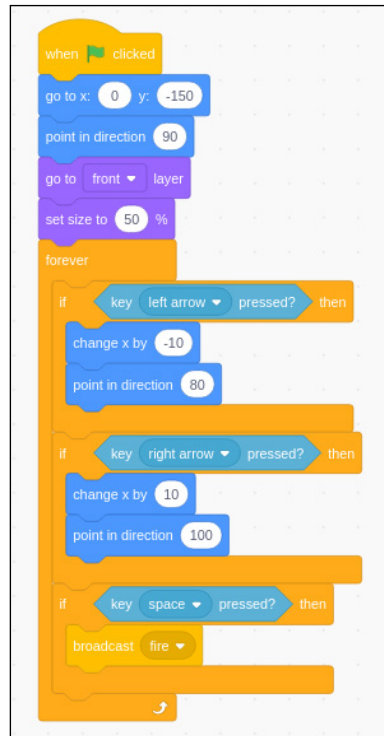 when clicked
go to x: 0 y: -150
point in direction 90
go to front layer
set size to 50 %
forever
if key left arrow pressed? then
change x by -10
point in direction 80
if key right arrow pressed? then
change x by 10
point in direction 100
if key space pressed? then
broadcast fire